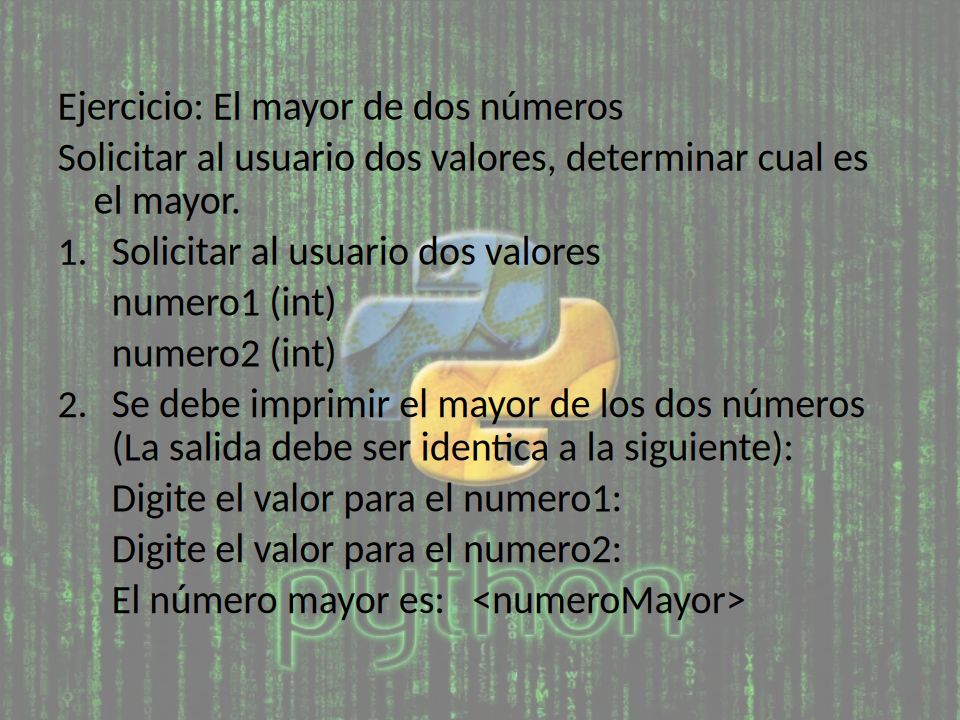 Ejercicio: El mayor de dos números
Solicitar al usuario dos valores, determinar cual es
el mayor.
1. Solicitar al usuario dos valores
numero1 (int)
numero2 (int)
2. Se debe imprimir el mayor de los dos números
(La salida debe ser identica a la siguiente):
Digite el valor para el numero1:
Digite el valor para el numero2:
El número mayor es: <numeroMayor>
python